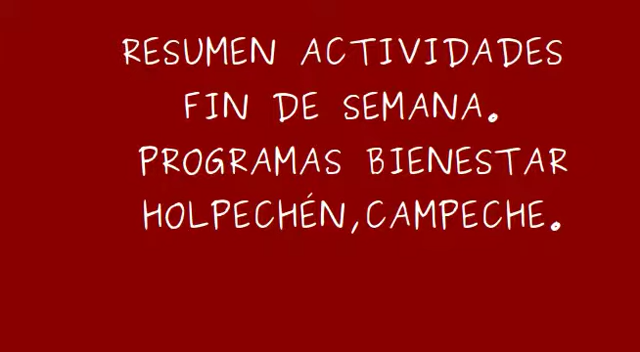 RESUMEN ACTIVIDADES
FIN DE SEMANA.
PROGRAMAS BIENESTAR
HOLPECHÉN,CAMPECHE.